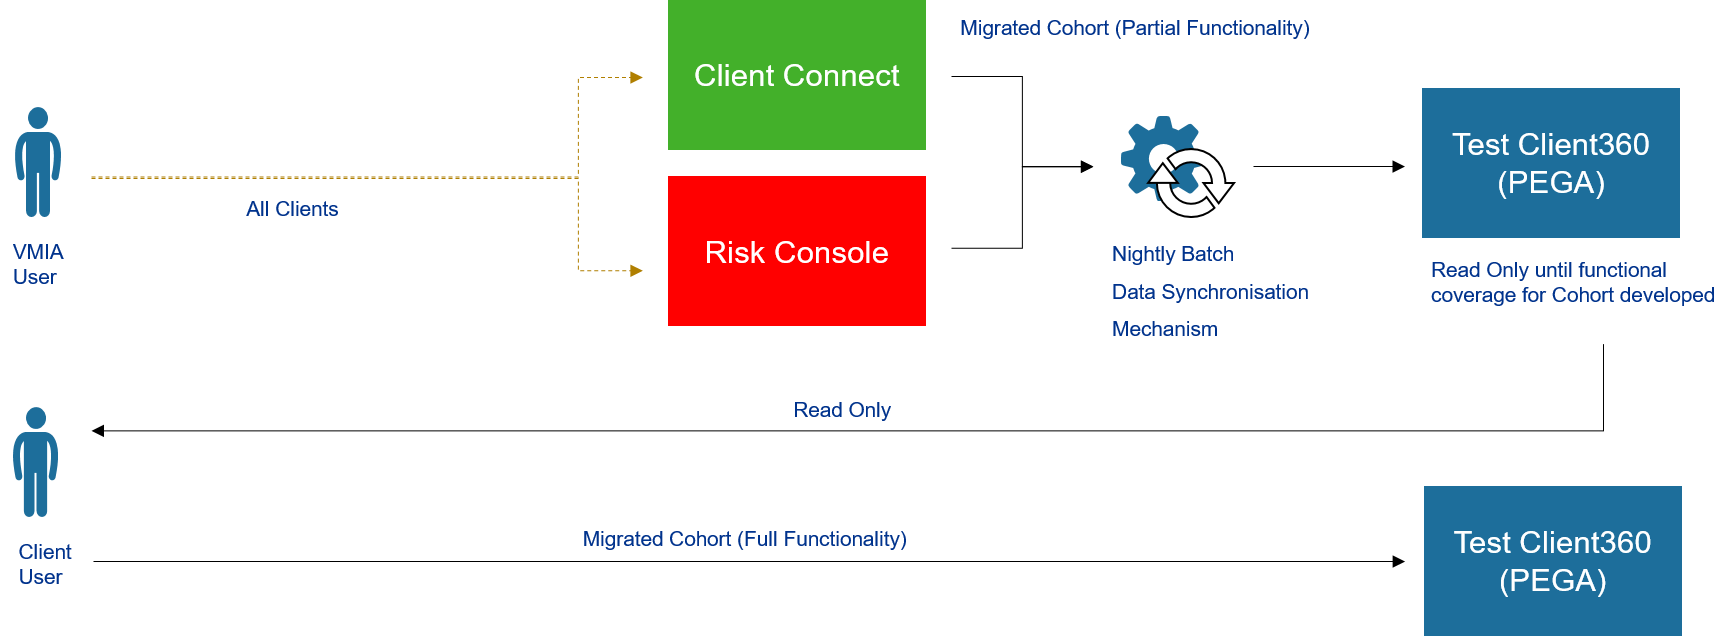 Migrated Cohort (Partial Functionality)
Client Connect
Test Client360
(PEGA)
All Clients
VMIA
User
Risk Console
Nightly Batch
Data Synchronisation
Mechanism
Read Only until functional
coverage for Cohort developed
Read Only
Client
User
Migrated Cohort (Full Functionality)
Test Client360
(PEGA)